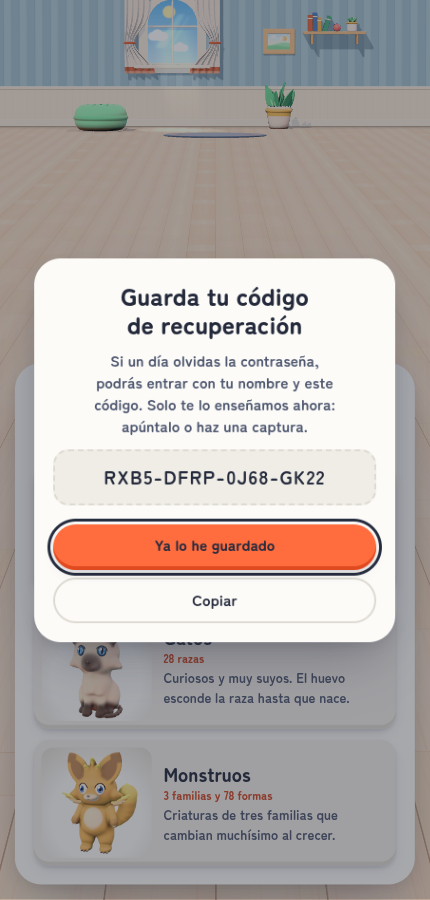 Guarda tu código
de recuperación
Si un día olvidas la contraseña,
podrás entrar con tu nombre y este
código. Solo te lo enseñamos ahora:
apúntalo o haz una captura.
RXB5-DFRP-0J68-GK22
Ya lo he guardado
Copiar
Gatos
28 razas
Curiosos y muy suyos. El huevo
esconde la raza hasta que nace.
Monstruos
3 familias y 78 formas
Criaturas de tres familias que
cambian muchísimo al crecer.